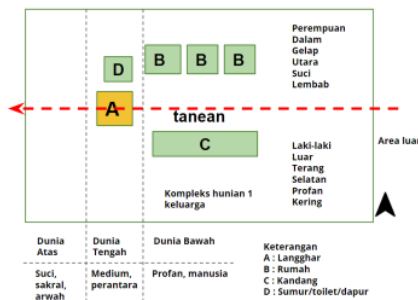 Perempuan
Dalam
Gelap
Utara
Suci
Lembab
B B B
D
A
tanean
C
Laki-laki
Luar
Terang
Selatan
Profan
Kering
Area luar
Kompleks hunian 1
keluarga
Dunia
Atas
Dunia
Tengah
Dunia Bawah
Suci,
sakral,
arwah
Medium,
perantara
Profan, manusia
Keterangan
A : Langghar
B : Rumah
C : Kandang
D : Sumur/toilet/dapur